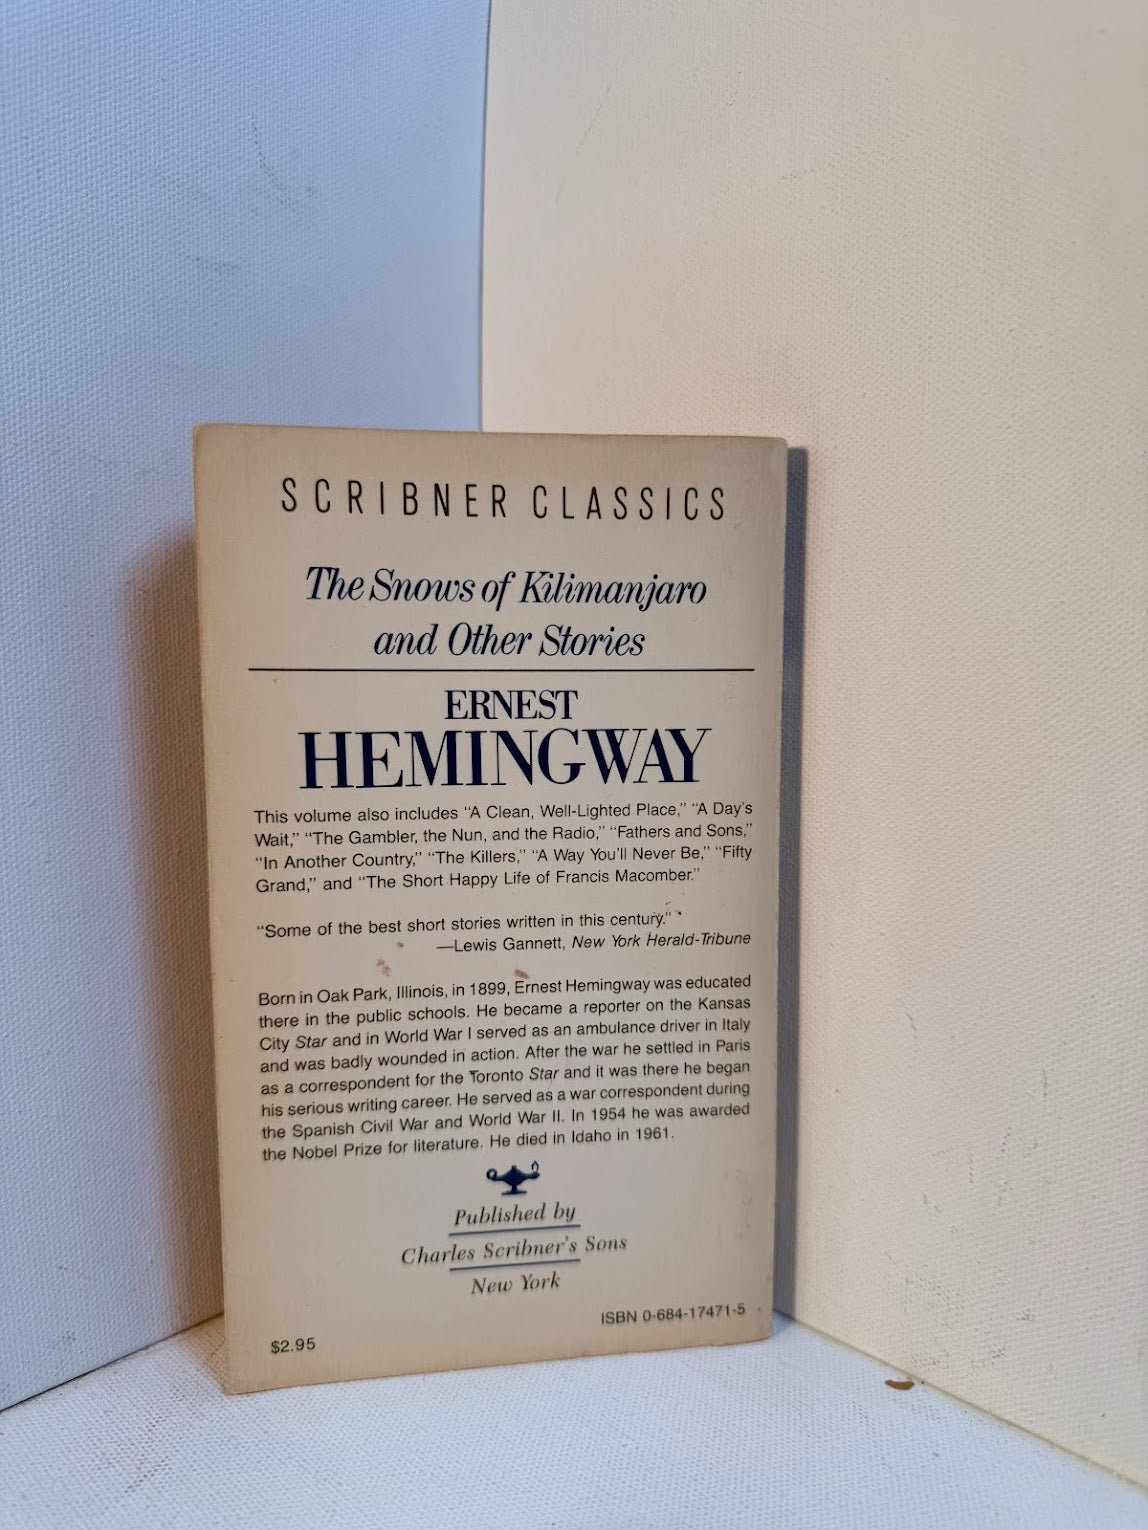 SCRIBNER CLASSICS
The Snows of Kilimanjaro
and Other Stories
ERNEST
HEMINGWAY
This volume also includes “A Clean, Well-Lighted Place,” “A Day’s
Wait,” “The Gambler, the Nun, and the Radio,” “Fathers and Sons,”
“In Another Country,” “The Killers,” “A Way You’ll Never Be,” “Fifty
Grand,” and “The Short Happy Life of Francis Macomber.”
“Some of the best short stories written in this century.”
—Lewis Gannett, New York Herald-Tribune
Born in Oak Park, Illinois, in 1899, Ernest Hemingway was educated
there in the public schools. He became a reporter on the Kansas
City Star and in World War I served as an ambulance driver in Italy
and was badly wounded in action. After the war he settled in Paris
as a correspondent for the Toronto Star and it was there he began
his serious writing career. He served as a war correspondent during
the Spanish Civil War and World War II. In 1954 he was awarded
the Nobel Prize for literature. He died in Idaho in 1961.
Published by
Charles Scribner’s Sons
New York
ISBN 0-684-17471-5
$2.95